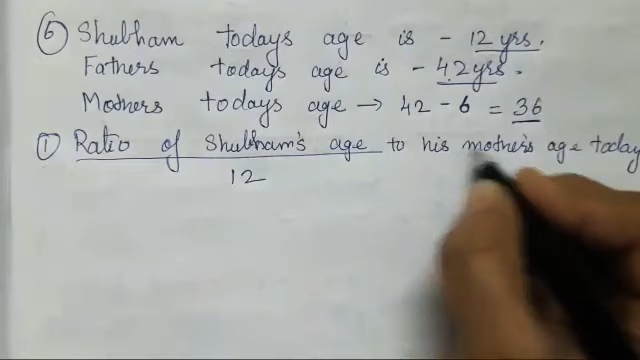 ⑥ Shubham todays age is - 12 yrs.
Fathers todays age is - 42 yrs.
Mothers todays age → 42 - 6 = 36
① Ratio of Shubham's age to his mother's age today
12